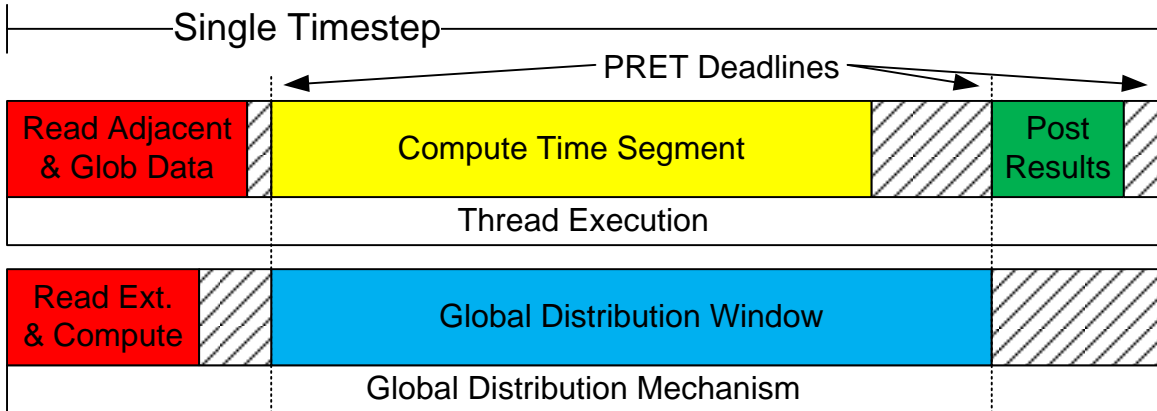 Single Timestep
PRET Deadlines
Read Adjacent
& Glob Data
Compute Time Segment
Post
Results
Thread Execution
Read Ext.
& Compute
Global Distribution Window
Global Distribution Mechanism